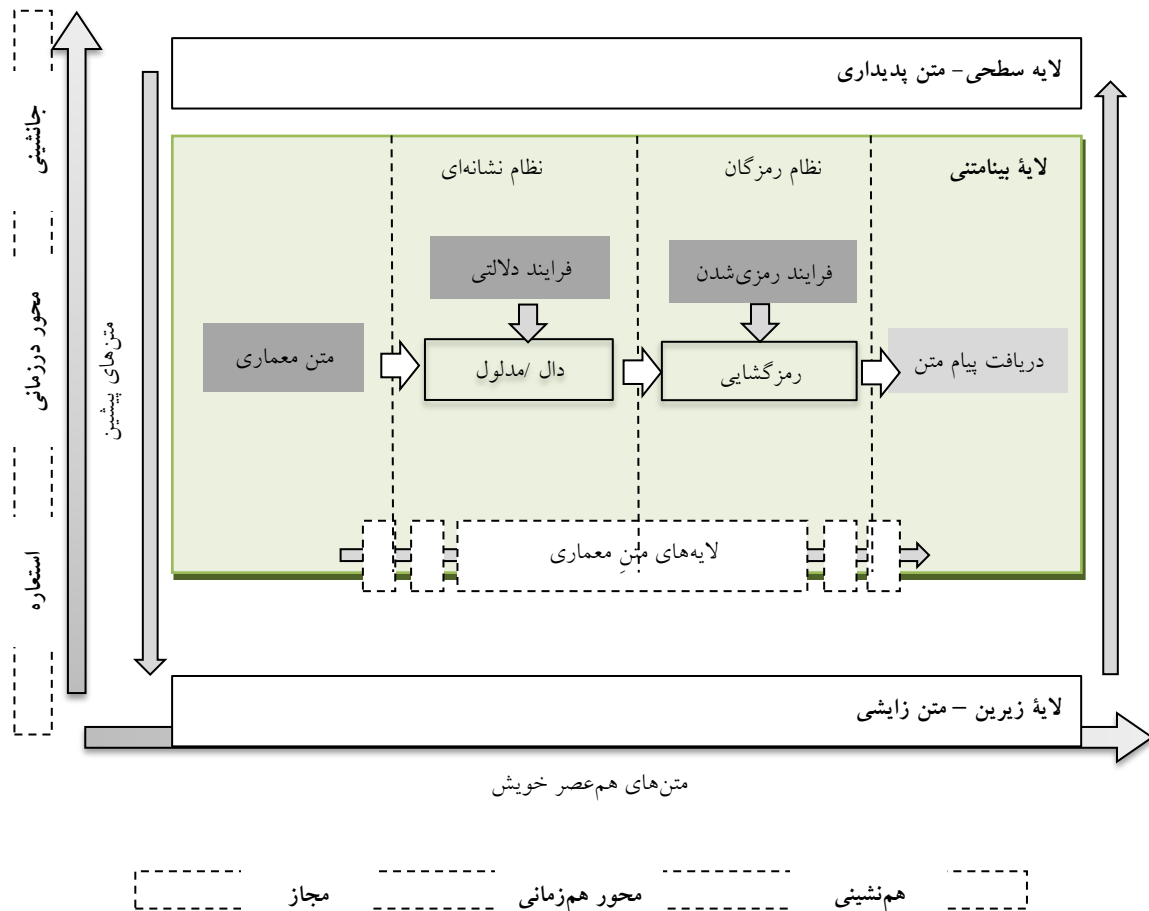 لایه سطحی- متن پدیداری
لایۀ بینامتنی
نظام رمزگان
نظام نشانه‌ای
فرایند رمزی‌شدن
فرایند دلالتی
دریافت پیام متن
رمزگشایی
دال /مدلول
متن معماری
لایه‌های متنِ معماری
لایۀ زیرین – متن زایشی
متن‌های پیشین
جانشینی
محور درزمانی
استعاره
متن‌های هم‌عصر خویش
هم‌نشینی
محور هم‌زمانی
مجاز